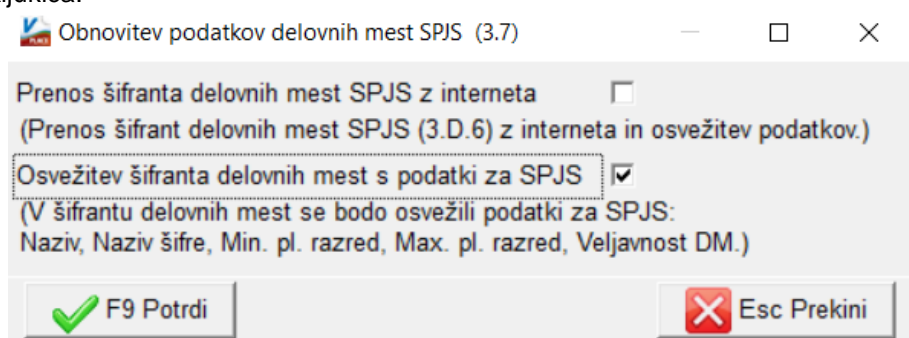 Obnovitev podatkov delovnih mest SPJS (3.7)
Prenos šifranta delovnih mest SPJS z interneta
(Prenos šifrant delovnih mest SPJS (3.D.6) z interneta in osvežitev podatkov.)
Osvežitev šifranta delovnih mest s podatki za SPJS
(V šifrantu delovnih mest se bodo osvežili podatki za SPJS:
Naziv, Naziv šifre, Min. pl. razred, Max. pl. razred, Veljavnost DM.)
F9 Potrdi
Esc Prekini